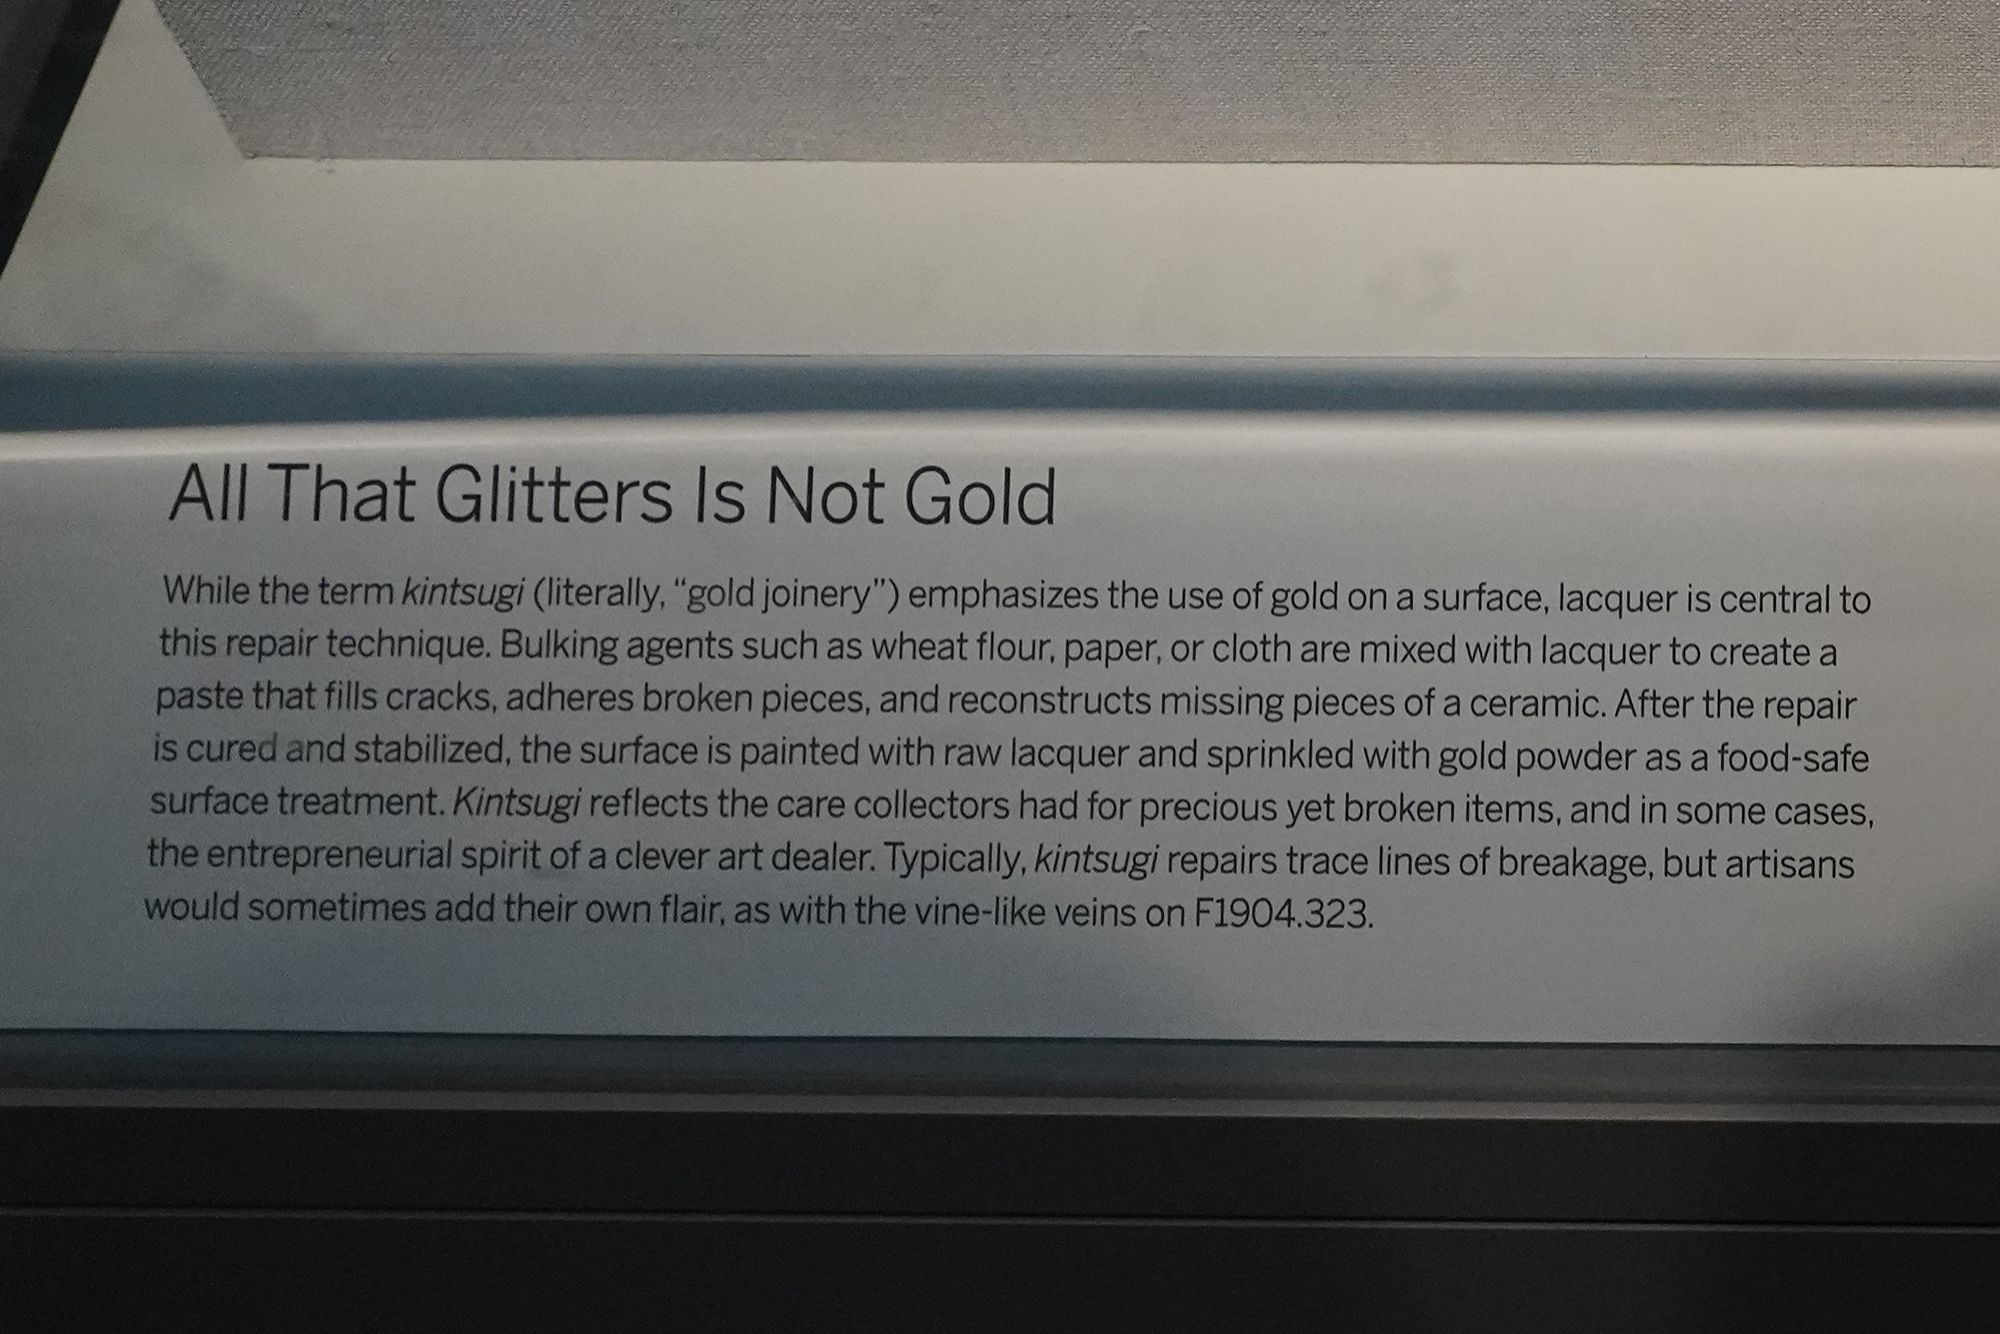 All That Glitters Is Not Gold
While the term kintsugi (literally, “gold joinery”) emphasizes the use of gold on a surface, lacquer is central to
this repair technique. Bulking agents such as wheat flour, paper, or cloth are mixed with lacquer to create a
paste that fills cracks, adheres broken pieces, and reconstructs missing pieces of a ceramic. After the repair
is cured and stabilized, the surface is painted with raw lacquer and sprinkled with gold powder as a food-safe
surface treatment. Kintsugi reflects the care collectors had for precious yet broken items, and in some cases,
the entrepreneurial spirit of a clever art dealer. Typically, kintsugi repairs trace lines of breakage, but artisans
would sometimes add their own flair, as with the vine-like veins on F1904.323.